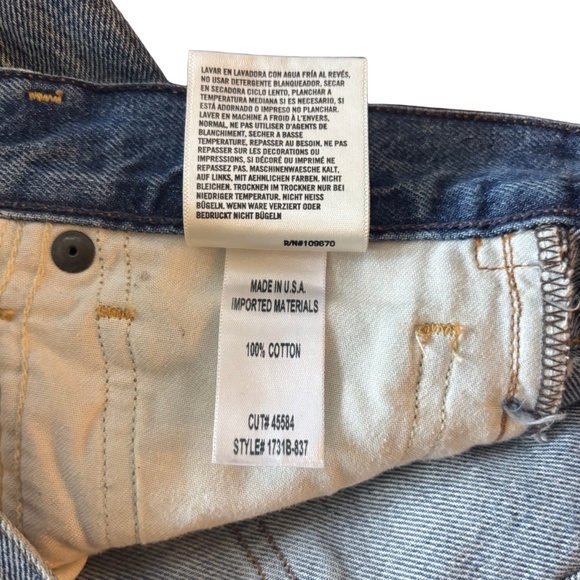 LAVAR EN LAVADORA CON AGUA FRÍA AL REVÉS,
NO USAR DETERGENTE BLANQUEADOR. SECAR
EN SECADORA CICLO LENTO, PLANCHAR A
TEMPERATURA MEDIANA SI ES NECESARIO, SI
ESTÁ ADORNADO O IMPRESO NO PLANCHAR.
LAVER EN MACHINE A FROID À L'ENVERS,
NORMAL, NE PAS UTILISER D'AGENTS DE
BLANCHIMENT, SECHER A BASSE
TEMPERATURE, REPASSER AU BESOIN. NE PAS
REPASSER SUR LES DECORATIONS OU
IMPRESSIONS, SI DÉCORÉ OU IMPRIMÉ NE
REPASSEZ PAS. MASCHINENWAESCHE KALT,
AUF LINKS, MIT AEHNLICHEN FARBEN. NICHT
BLEICHEN. TROCKNEN IM TROCKNER NUR BEI
NIEDRIGER TEMPERATUR. NICHT HEISS
BÜGELN. WENN WARE VERZIERT ODER
BEDRUCKT NICHT BÜGELN
R/N#109670
MADE IN U.S.A.
IMPORTED MATERIALS
100% COTTON
CUT# 45584
STYLE# 1731B-837